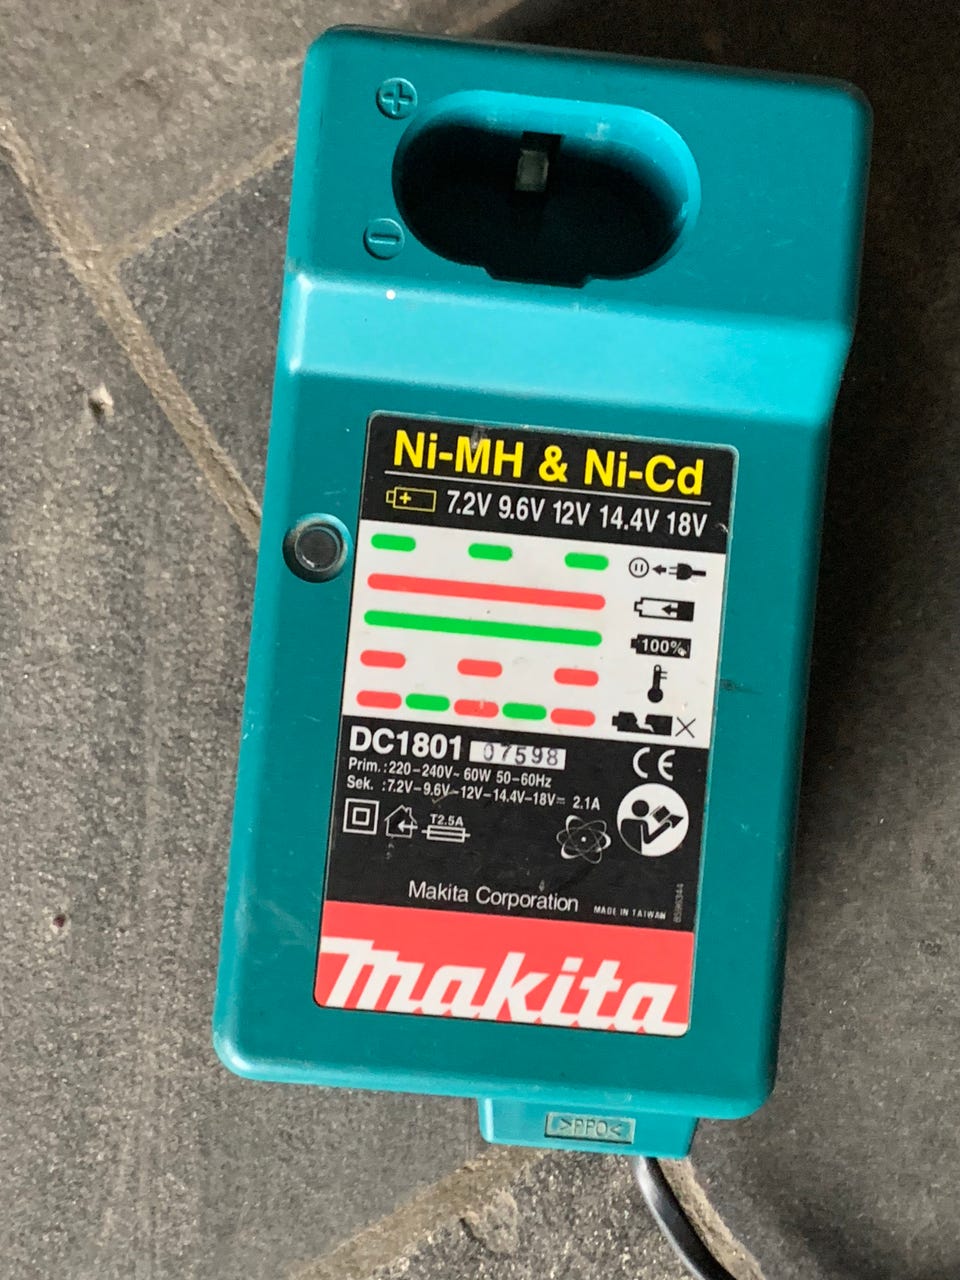 Ni-MH & Ni-Cd
7.2V 9.6V 12V 14.4V 18V
100%
DC1801 07598
Prim.:220-240V~ 60W 50-60Hz
Sek. :7.2V-9.6V-12V-14.4V-18V⎓ 2.1A
T2.5A
CE
Makita Corporation MADE IN TAIWAN
makita
>PPO<